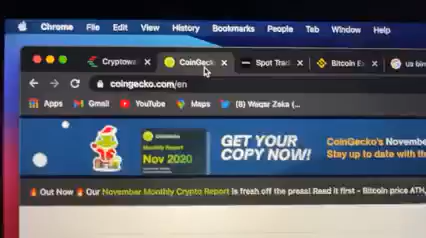 Chrome File Edit View History Bookmarks People Tab Window Help
Cryptowa CoinGecko Spot Trad Bitcoin Ex
coingecko.com/en
Apps Gmail YouTube Maps (8) Waqar Zaka (...
Monthly Report
Nov 2020
GET YOUR
COPY NOW!
CoinGecko's Novembe
Stay up to date with th
Out Now Our November Monthly Crypto Report is fresh off the press! Read it first - Bitcoin price ATH,